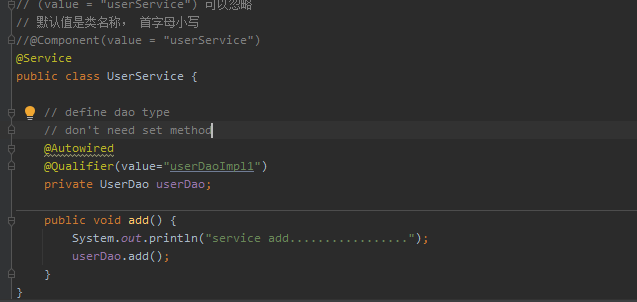 // (value = "userService") 可以忽略
// 默认值是类名称， 首字母小写
//@Component(value = "userService")
@Service
public class UserService {
// define dao type
// don't need set method
@Autowired
@Qualifier(value="userDaoImpl1")
private UserDao userDao;
public void add() {
System.out.println("service add.................");
userDao.add();
}
}